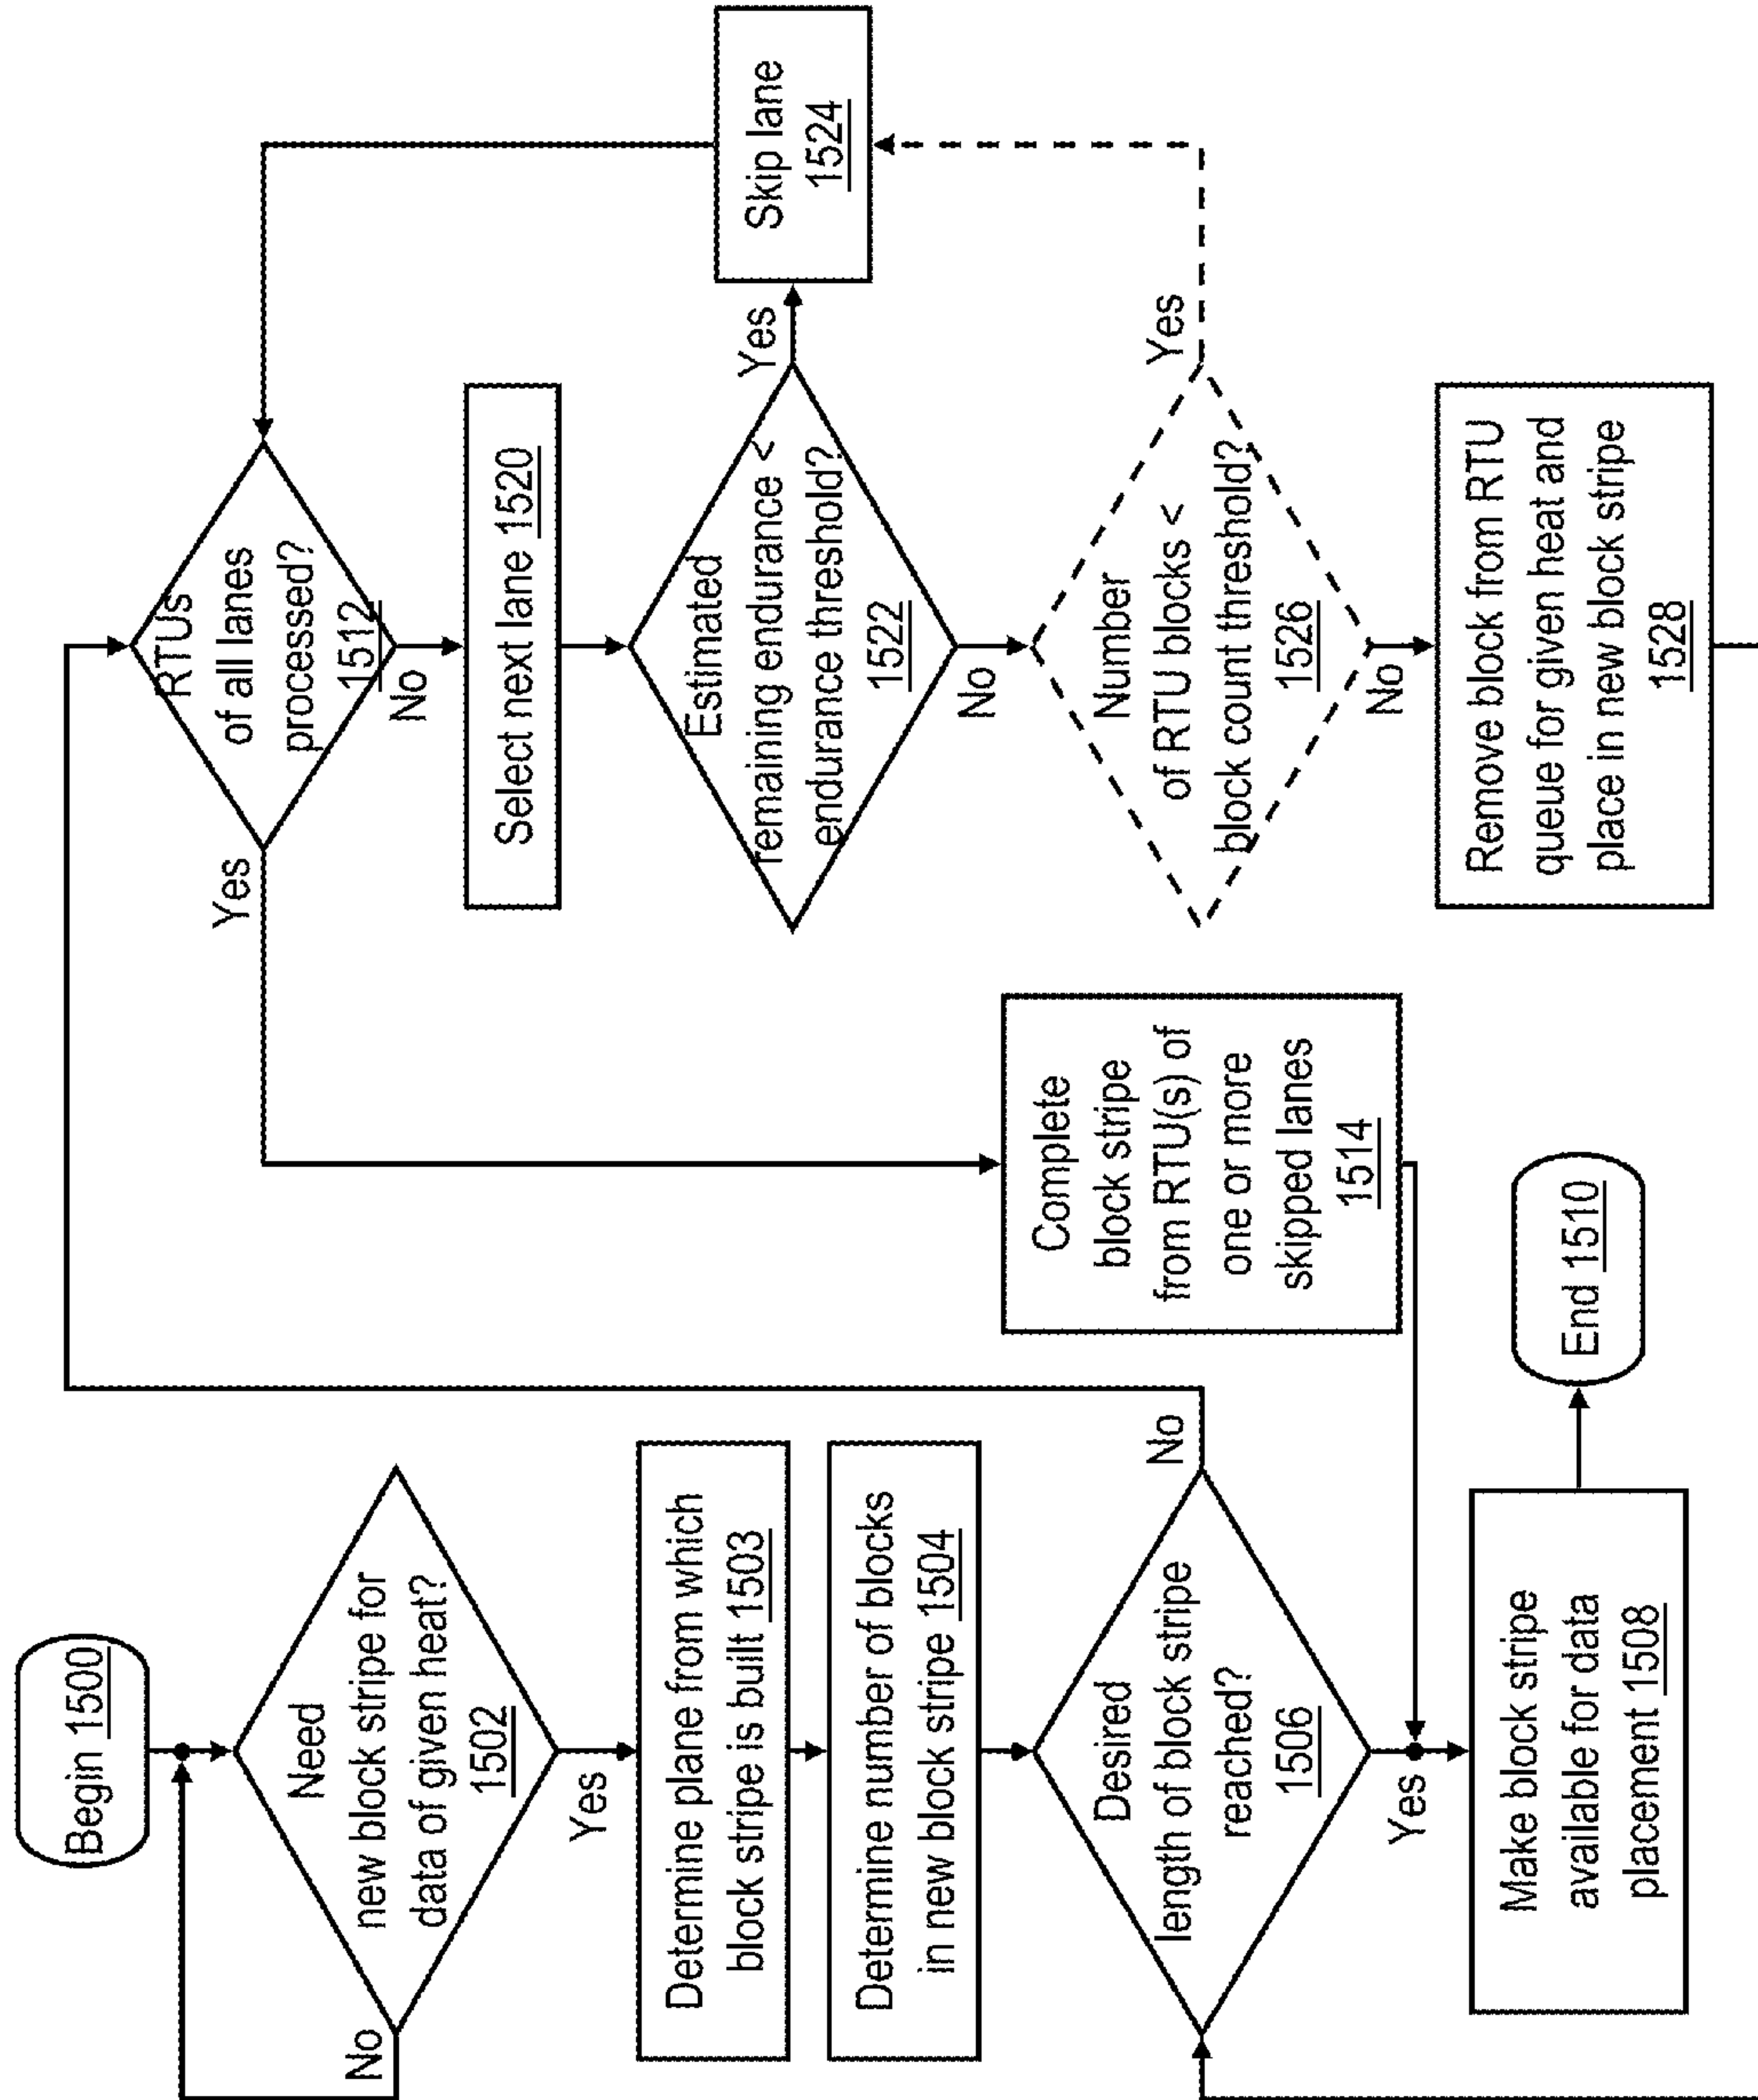 Begin 1500
Need
new block stripe for
data of given heat?
1502
No
Yes
Determine plane from which
block stripe is built 1503
Determine number of blocks
in new block stripe 1504
Desired
length of block stripe
reached?
1506
No
Yes
Make block stripe
available for data
placement 1508
End 1510
Complete
block stripe
from RTU(s) of
one or more
skipped lanes
1514
RTUs
of all lanes
processed?
1512
Yes
No
Select next lane 1520
Estimated
remaining endurance <
endurance threshold?
1522
Yes
No
Skip lane
1524
Number
of RTU blocks <
block count threshold?
1526
Yes
No
Remove block from RTU
queue for given heat and
place in new block stripe
1528